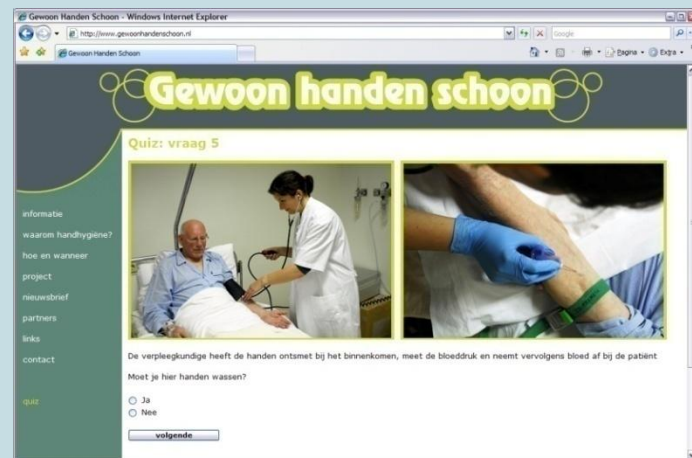 Gewoon Handen Schoon - Windows Internet Explorer
http://www.gewoonhandenschoon.nl
Google
Gewoon Handen Schoon
Pagina
Extra
Gewoon handen schoon
Quiz: vraag 5
informatie
waarom handhygiëne?
hoe en wanneer
project
nieuwsbrief
partners
links
contact
quiz
De verpleegkundige heeft de handen ontsmet bij het binnenkomen, meet de bloeddruk en neemt vervolgens bloed af bij de patiënt
Moet je hier handen wassen?
Ja
Nee
volgende